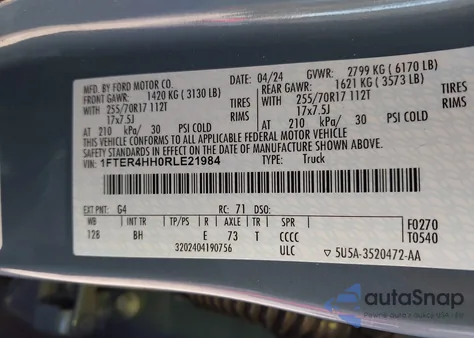 MFD. BY FORD MOTOR CO. DATE: 04/24 GVWR: 2799 KG ( 6170 LB)
FRONT GAWR: 1420 KG ( 3130 LB) REAR GAWR: 1621 KG ( 3573 LB)
WITH 255/70R17 112T TIRES WITH 255/70R17 112T TIRES
17x7.5J RIMS 17x7.5J RIMS
AT 210 kPa/ 30 PSI COLD AT 210 kPa/ 30 PSI COLD
THIS VEHICLE CONFORMS TO ALL APPLICABLE FEDERAL MOTOR
VEHICLE SAFETY STANDARDS IN EFFECT ON THE DATE OF MANUFACTURE SHOWN ABOVE.
VIN: 1FTER4HH0RLE21984 TYPE: Truck
EXT PNT: G4 RC: 71 DSO:
WB INT TR TP/PS R AXLE TR SPR F0270
128 BH E 73 T CCCC T0540
3202404190756 ULC ▽ 5U5A-3520472-AA
autoSnap
www.autosnap.cloud